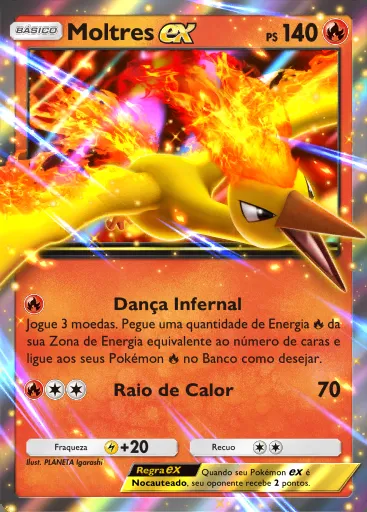 BÁSICO Moltres ex PS 140
Dança Infernal
Jogue 3 moedas. Pegue uma quantidade de Energia da
sua Zona de Energia equivalente ao número de caras e
ligue aos seus Pokémon no Banco como desejar.
Raio de Calor 70
Fraqueza +20 Recuo
Ilust. PLANETA Igarashi
Regra ex Quando seu Pokémon ex é
Nocauteado, seu oponente recebe 2 pontos.